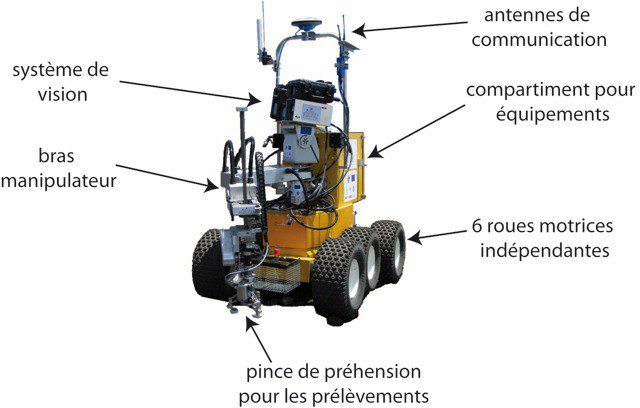 antennes de
communication
système de
vision
compartiment pour
équipements
bras
manipulateur
6 roues motrices
indépendantes
pince de préhension
pour les prélèvements